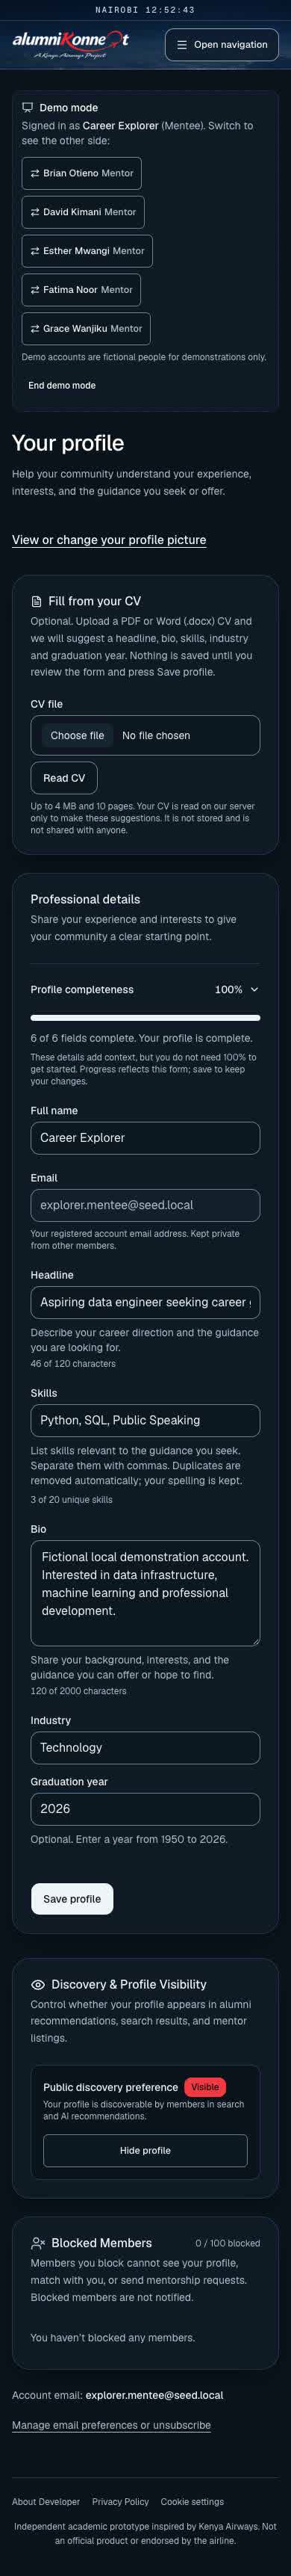 NAIROBI 12:52:43
alumniKonnect
A Kenya Airways Project
Open navigation
Demo mode
Signed in as Career Explorer (Mentee). Switch to
see the other side:
Brian Otieno Mentor
David Kimani Mentor
Esther Mwangi Mentor
Fatima Noor Mentor
Grace Wanjiku Mentor
Demo accounts are fictional people for demonstrations only.
End demo mode
Your profile
Help your community understand your experience,
interests, and the guidance you seek or offer.
View or change your profile picture
Fill from your CV
Optional. Upload a PDF or Word (.docx) CV and
we will suggest a headline, bio, skills, industry
and graduation year. Nothing is saved until you
review the form and press Save profile.
CV file
Choose file No file chosen
Read CV
Up to 4 MB and 10 pages. Your CV is read on our server
only to make these suggestions. It is not stored and is
not shared with anyone.
Professional details
Share your experience and interests to give
your community a clear starting point.
Profile completeness 100%
6 of 6 fields complete. Your profile is complete.
These details add context, but you do not need 100% to
get started. Progress reflects this form; save to keep
your changes.
Full name
Career Explorer
Email
explorer.mentee@seed.local
Your registered account email address. Kept private
from other members.
Headline
Aspiring data engineer seeking career g
Describe your career direction and the guidance
you are looking for.
46 of 120 characters
Skills
Python, SQL, Public Speaking
List skills relevant to the guidance you seek.
Separate them with commas. Duplicates are
removed automatically; your spelling is kept.
3 of 20 unique skills
Bio
Fictional local demonstration account.
Interested in data infrastructure,
machine learning and professional
development.
Share your background, interests, and the
guidance you can offer or hope to find.
120 of 2000 characters
Industry
Technology
Graduation year
2026
Optional. Enter a year from 1950 to 2026.
Save profile
Discovery & Profile Visibility
Control whether your profile appears in alumni
recommendations, search results, and mentor
listings.
Public discovery preference Visible
Your profile is discoverable by members in search
and AI recommendations.
Hide profile
Blocked Members 0 / 100 blocked
Members you block cannot see your profile,
match with you, or send mentorship requests.
Blocked members are not notified.
You haven't blocked any members.
Account email: explorer.mentee@seed.local
Manage email preferences or unsubscribe
About Developer Privacy Policy Cookie settings
Independent academic prototype inspired by Kenya Airways. Not
an official product or endorsed by the airline.